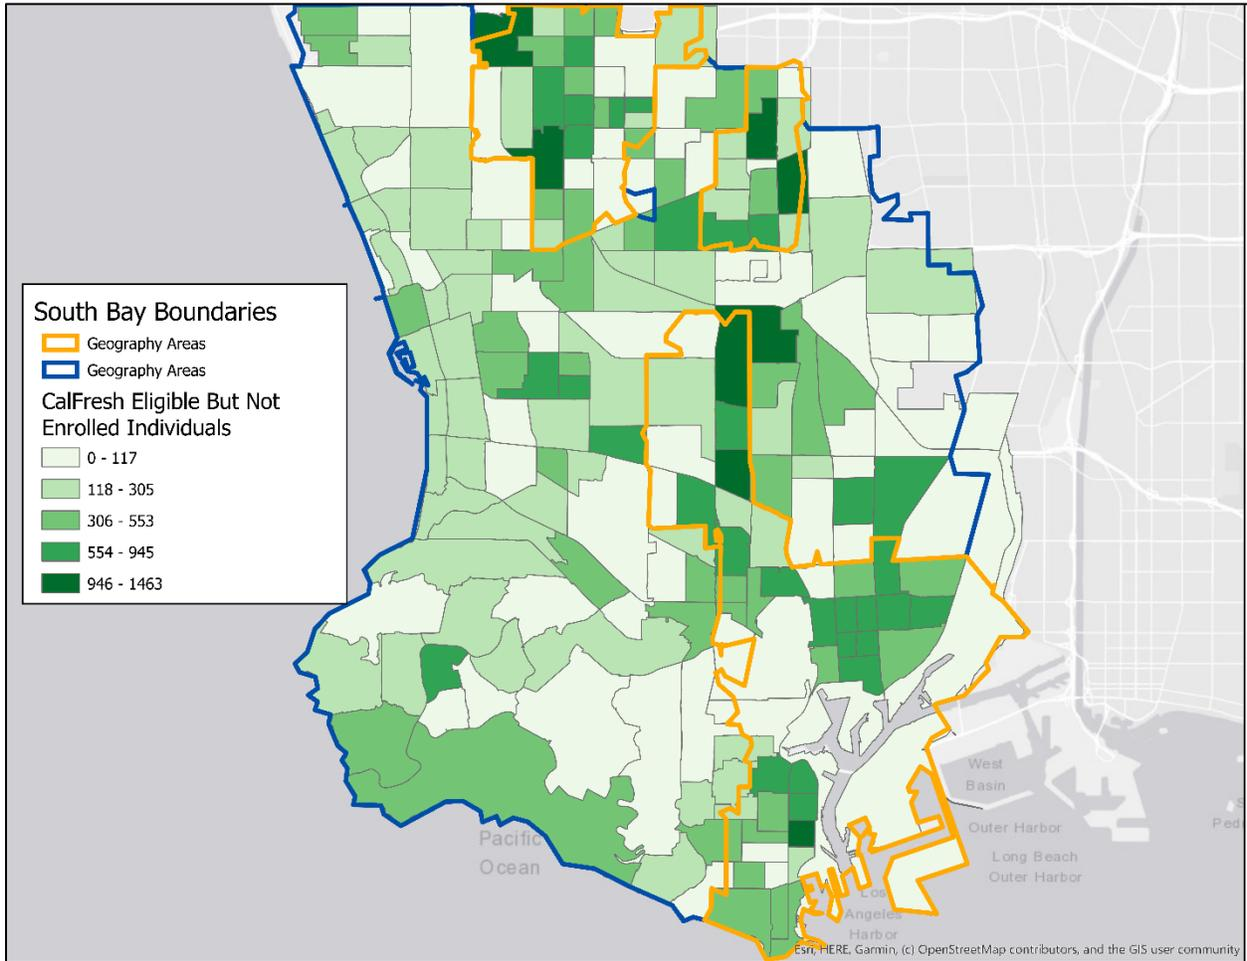 South Bay Boundaries
Geography Areas
Geography Areas
CalFresh Eligible But Not
Enrolled Individuals
0 - 117
118 - 305
306 - 553
554 - 945
946 - 1463
West
Basin
Outer Harbor
Long Beach
Outer Harbor
Pacific
Ocean
Los
Angeles
Harbor
S
Ped
Esri, HERE, Garmin, (c) OpenStreetMap contributors, and the GIS user community